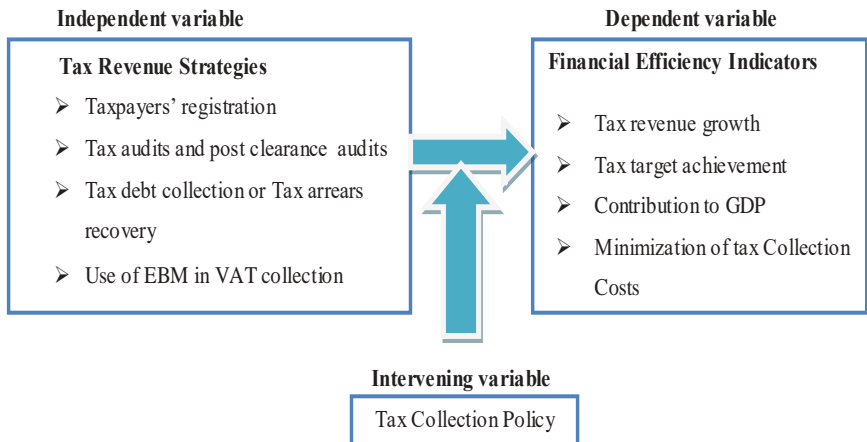 Independent variable
Tax Revenue Strategies
➤ Taxpayers' registration
➤ Tax audits and post clearance audits
➤ Tax debt collection or Tax arrears
recovery
➤ Use of EBM in VAT collection
Dependent variable
Financial Efficiency Indicators
➤ Tax revenue growth
➤ Tax target achievement
➤ Contribution to GDP
➤ Minimization of tax Collection
Costs
Intervening variable
Tax Collection Policy